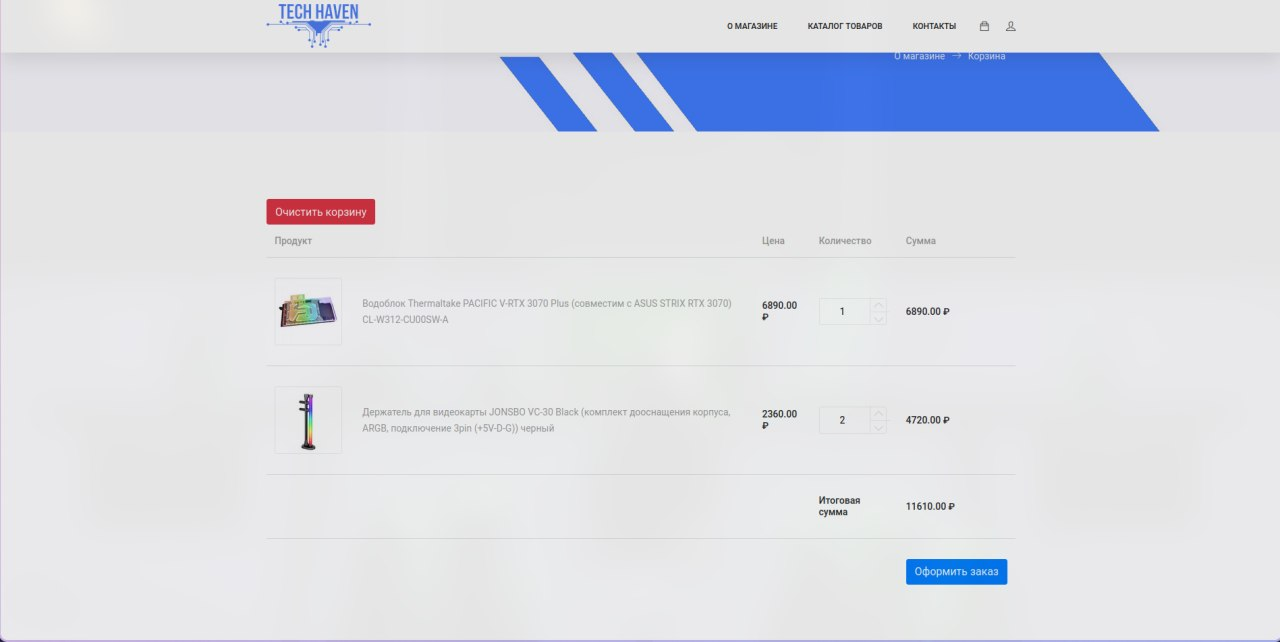 TECH HAVEN
О МАГАЗИНЕ
КАТАЛОГ ТОВАРОВ
КОНТАКТЫ
О магазине → Корзина
Очистить корзину
Продукт
Цена
Количество
Сумма
Водоблок Thermaltake PACIFIC V-RTX 3070 Plus (совместим с ASUS STRIX RTX 3070)
CL-W312-CU00SW-A
6890.00
₽
1
6890.00 ₽
Держатель для видеокарты JONSBO VC-30 Black (комплект дооснащения корпуса,
ARGB, подключение 3pin (+5V-D-G)) черный
2360.00
₽
2
4720.00 ₽
Итоговая
сумма
11610.00 ₽
Оформить заказ